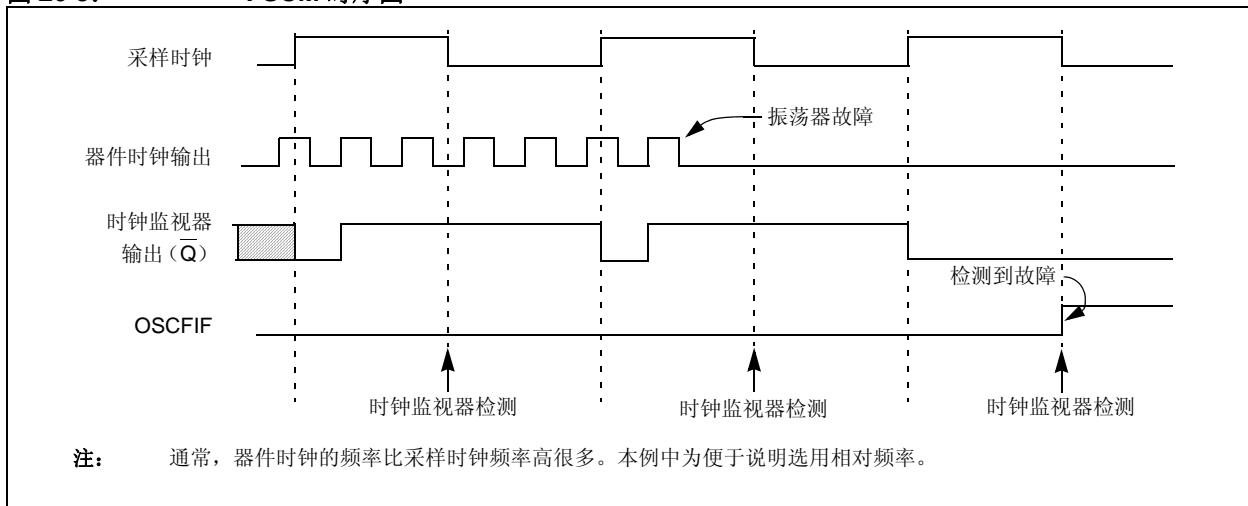 采样时钟
振荡器故障
器件时钟输出
时钟监视器
输出（Q）
检测到故障
OSCFIF
时钟监视器检测
时钟监视器检测
时钟监视器检测
注： 通常，器件时钟的频率比采样时钟频率高很多。本例中为便于说明选用相对频率。